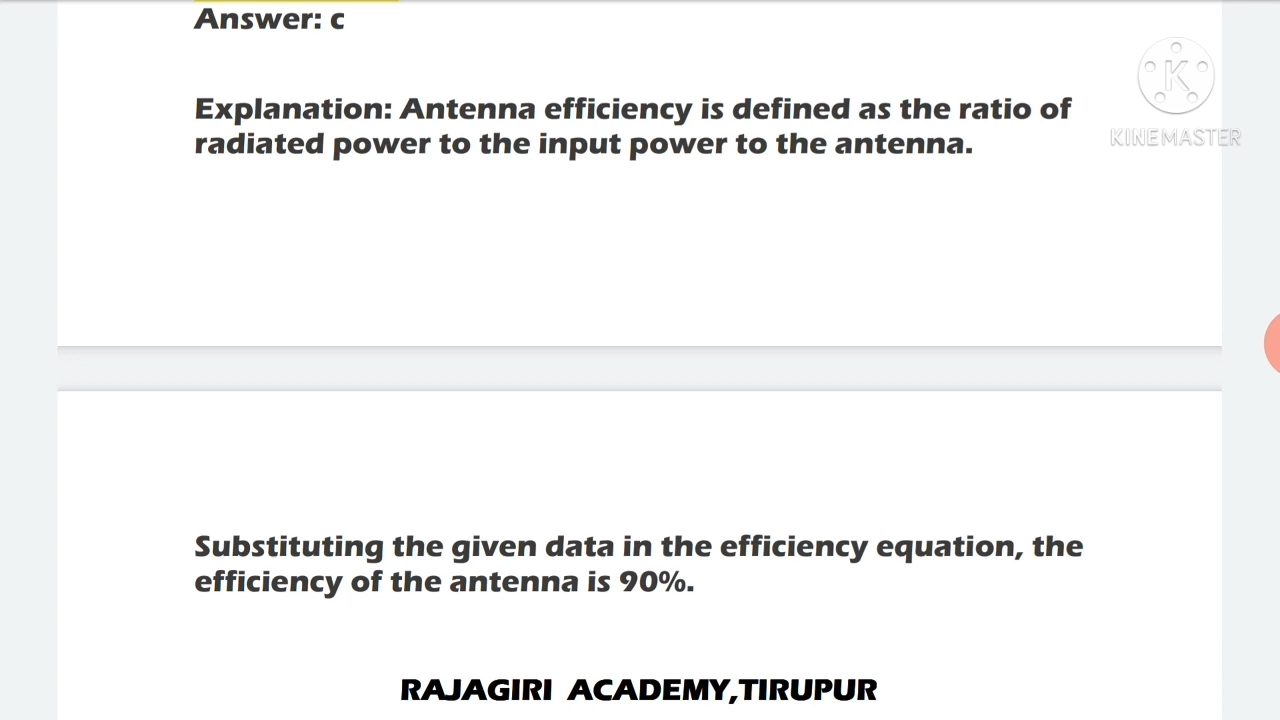 Answer: c
K
KINEMASTER
Explanation: Antenna efficiency is defined as the ratio of
radiated power to the input power to the antenna.
Substituting the given data in the efficiency equation, the
efficiency of the antenna is 90%.
RAJAGIRI ACADEMY,TIRUPUR